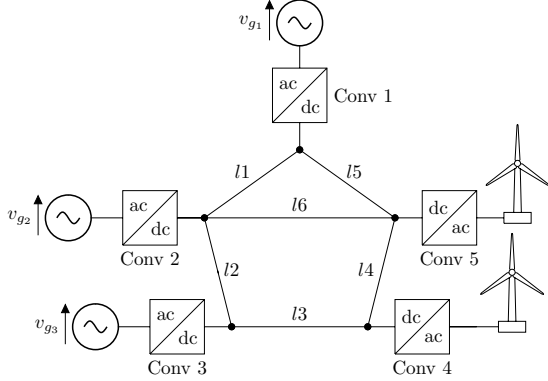 v_{g_1}
ac
dc
Conv 1
l1
l5
v_{g_2}
ac
dc
l6
dc
ac
Conv 2
Conv 5
l2
l4
v_{g_3}
ac
dc
l3
dc
ac
Conv 3
Conv 4